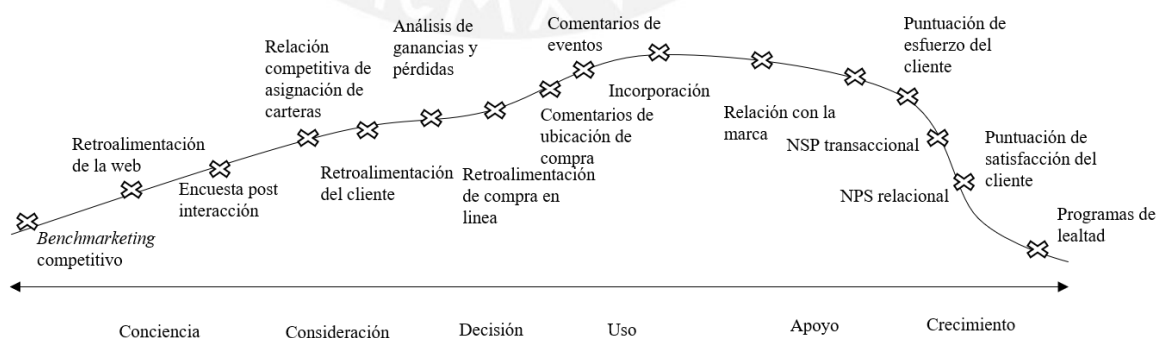 Análisis de
ganancias y
pérdidas
Comentarios de
eventos
Puntuación de
esfuerzo del
cliente
Relación
competitiva de
asignación de
carteras
Incorporación
Retroalimentación
de la web
Comentarios de
ubicación de
compra
Relación con la
marca
NSP transaccional
Puntuación de
satisfacción del
cliente
Encuesta post
interacción
Retroalimentación
del cliente
Retroalimentación
de compra en
linea
NPS relacional
Programas de
lealtad
Benchmarketing
competitivo
Conciencia
Consideración
Decisión
Uso
Apoyo
Crecimiento